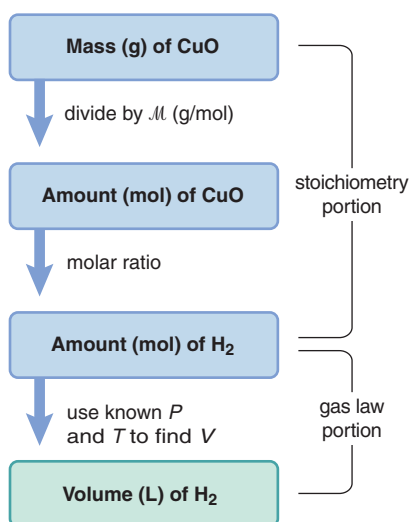 Mass (g) of CuO
divide by ℳ (g/mol)
Amount (mol) of CuO
stoichiometry
portion
molar ratio
Amount (mol) of H₂
use known P
and T to find V
gas law
portion
Volume (L) of H₂